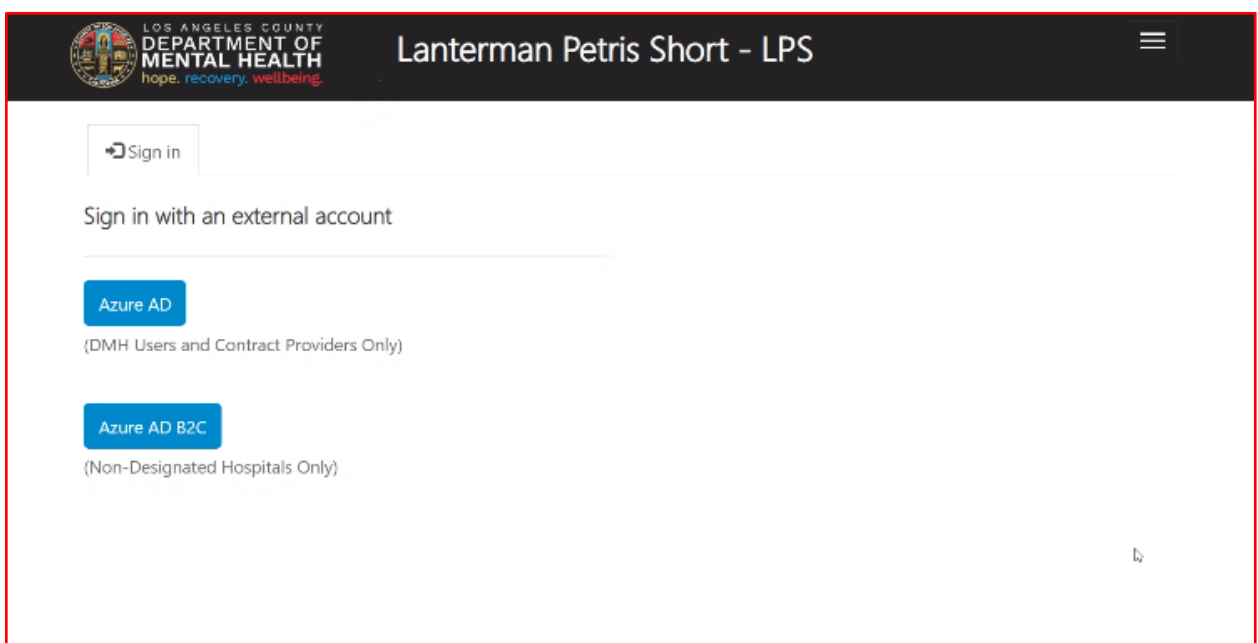 LOS ANGELES COUNTY
DEPARTMENT OF
MENTAL HEALTH
hope. recovery. wellbeing.
Lanterman Petris Short - LPS
Sign in
Sign in with an external account
Azure AD
(DMH Users and Contract Providers Only)
Azure AD B2C
(Non-Designated Hospitals Only)